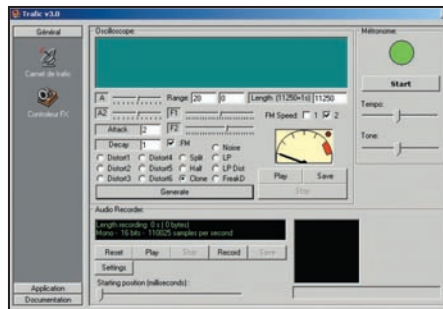 Trafic v3.0
Général
Carnet de trafic
Controleur FX
Application
Documentation
Oscilloscope:
A
Range: 20 0
Length (11250=1s) 11250
A2
F1
FM Speed: 1 2
Attack 2
F2
Decay 1
FM
Noise
Distort1 Distort4 Split LP
Distort2 Distort5 Half LP Dist
Distort3 Distort6 Clone FreakD
Play Save
Generate
Stop
Audio Recorder:
Length recording: 0 s ( 0 bytes)
Mono - 16 bits - 110025 samples per second
Reset Play Stop Record Save
Settings
Starting position (milliseconds) :
Métronome:
Start
Tempo:
Tone: